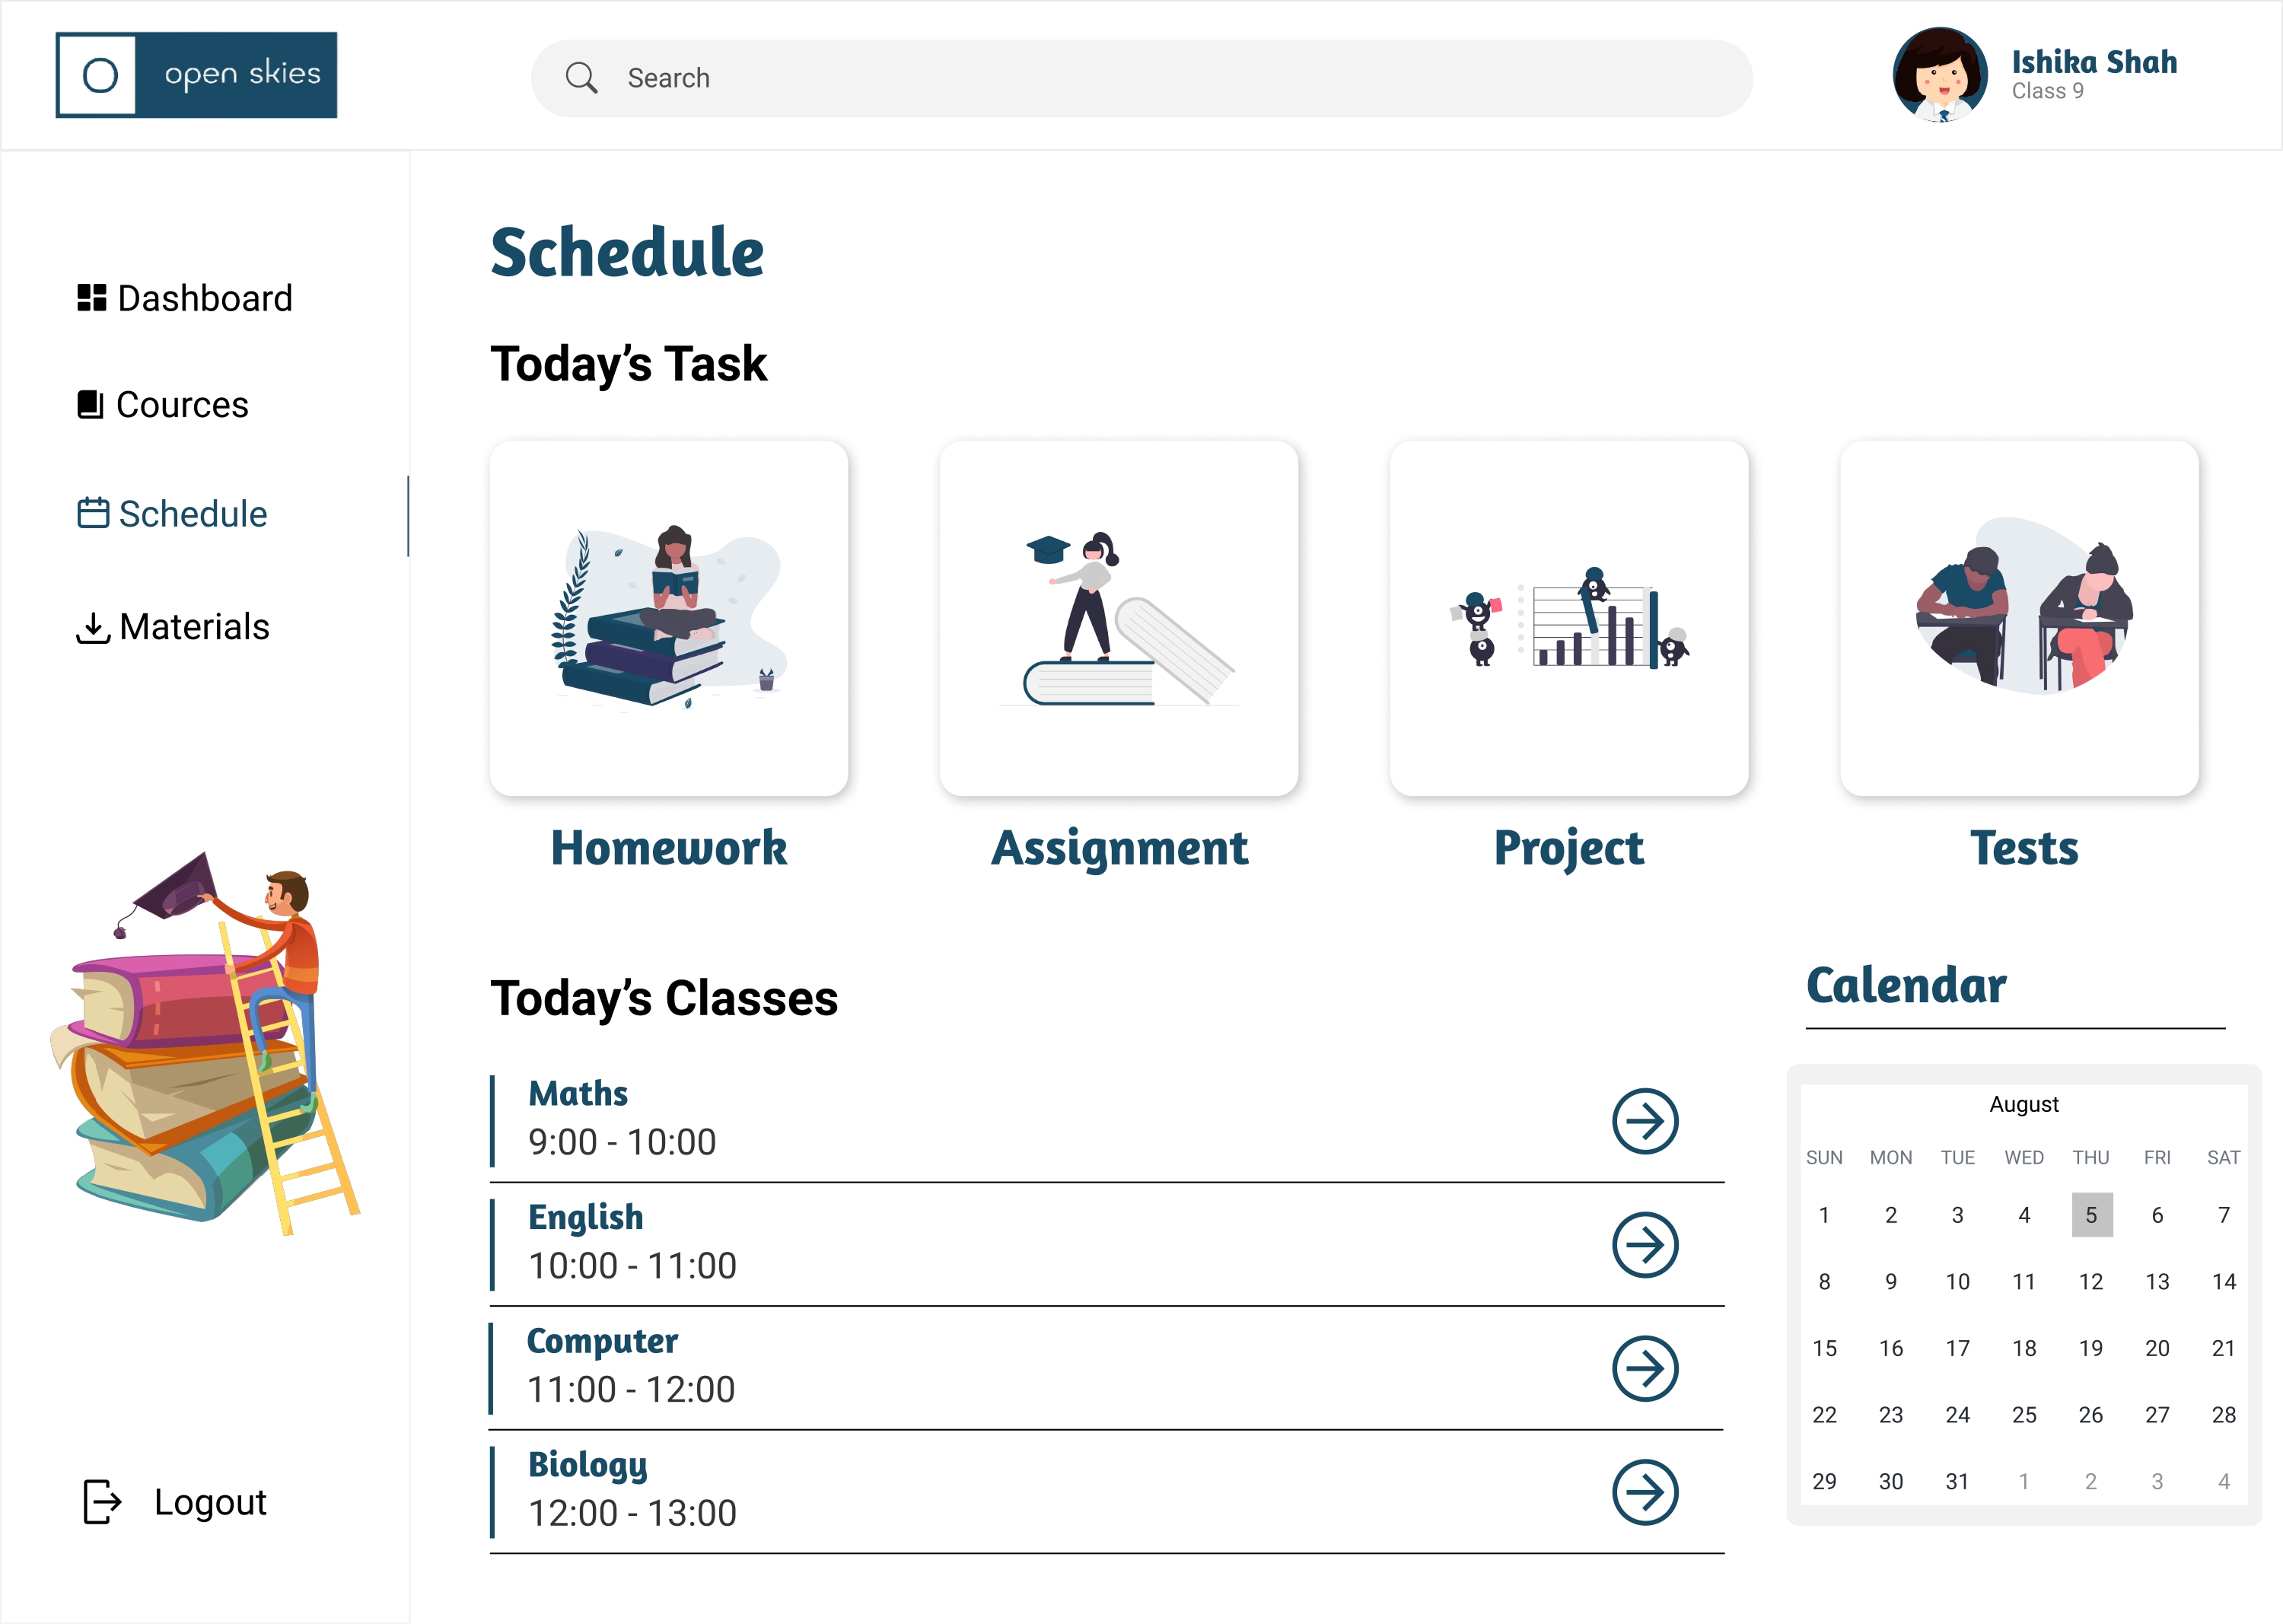 O open skies
Search
Ishika Shah
Class 9
Dashboard
Cources
Schedule
Materials
Logout
Schedule
Today’s Task
Homework
Assignment
Project
Tests
Today’s Classes
Maths
9:00 - 10:00
English
10:00 - 11:00
Computer
11:00 - 12:00
Biology
12:00 - 13:00
Calendar
August
SUN MON TUE WED THU FRI SAT
1 2 3 4 5 6 7
8 9 10 11 12 13 14
15 16 17 18 19 20 21
22 23 24 25 26 27 28
29 30 31 1 2 3 4